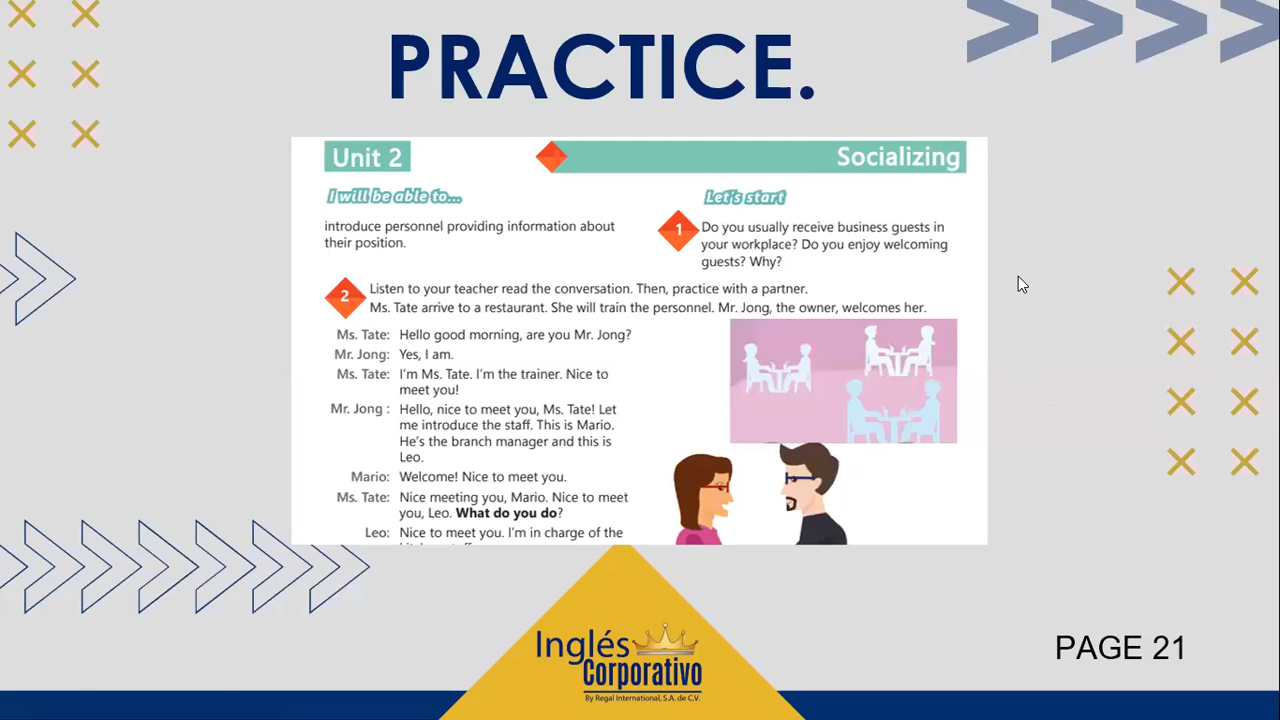 PRACTICE.
Unit 2
Socializing
I will be able to...
introduce personnel providing information about
their position.
Let's start
1
Do you usually receive business guests in
your workplace? Do you enjoy welcoming
guests? Why?
2
Listen to your teacher read the conversation. Then, practice with a partner.
Ms. Tate arrive to a restaurant. She will train the personnel. Mr. Jong, the owner, welcomes her.
Ms. Tate: Hello good morning, are you Mr. Jong?
Mr. Jong: Yes, I am.
Ms. Tate: I'm Ms. Tate. I'm the trainer. Nice to
meet you!
Mr. Jong : Hello, nice to meet you, Ms. Tate! Let
me introduce the staff. This is Mario.
He's the branch manager and this is
Leo.
Mario: Welcome! Nice to meet you.
Ms. Tate: Nice meeting you, Mario. Nice to meet
you, Leo. What do you do?
Leo: Nice to meet you. I'm in charge of the
Inglés
Corporativo
By Regal International, S.A. de C.V.
PAGE 21